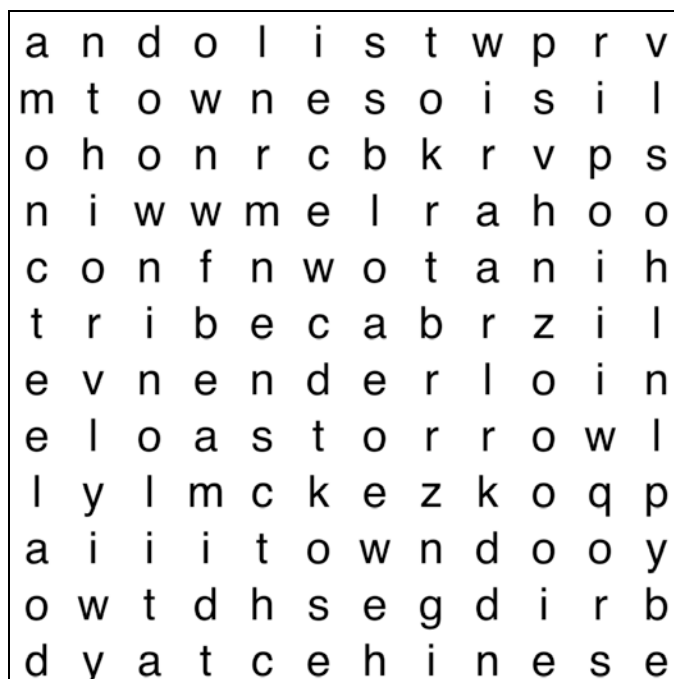 a n d o l i s t w p r v
m t o w n e s o i s i l
o h o n r c b k r v p s
n i w w m e l r a h o o
c o n f n w o t a n i h
t r i b e c a b r z i l
e v n e n d e r l o i n
e l o a s t o r r o w l
l y l m c k e z k o q p
a i i i t o w n d o o y
o w t d h s e g d i r b
d y a t c e h i n e s e